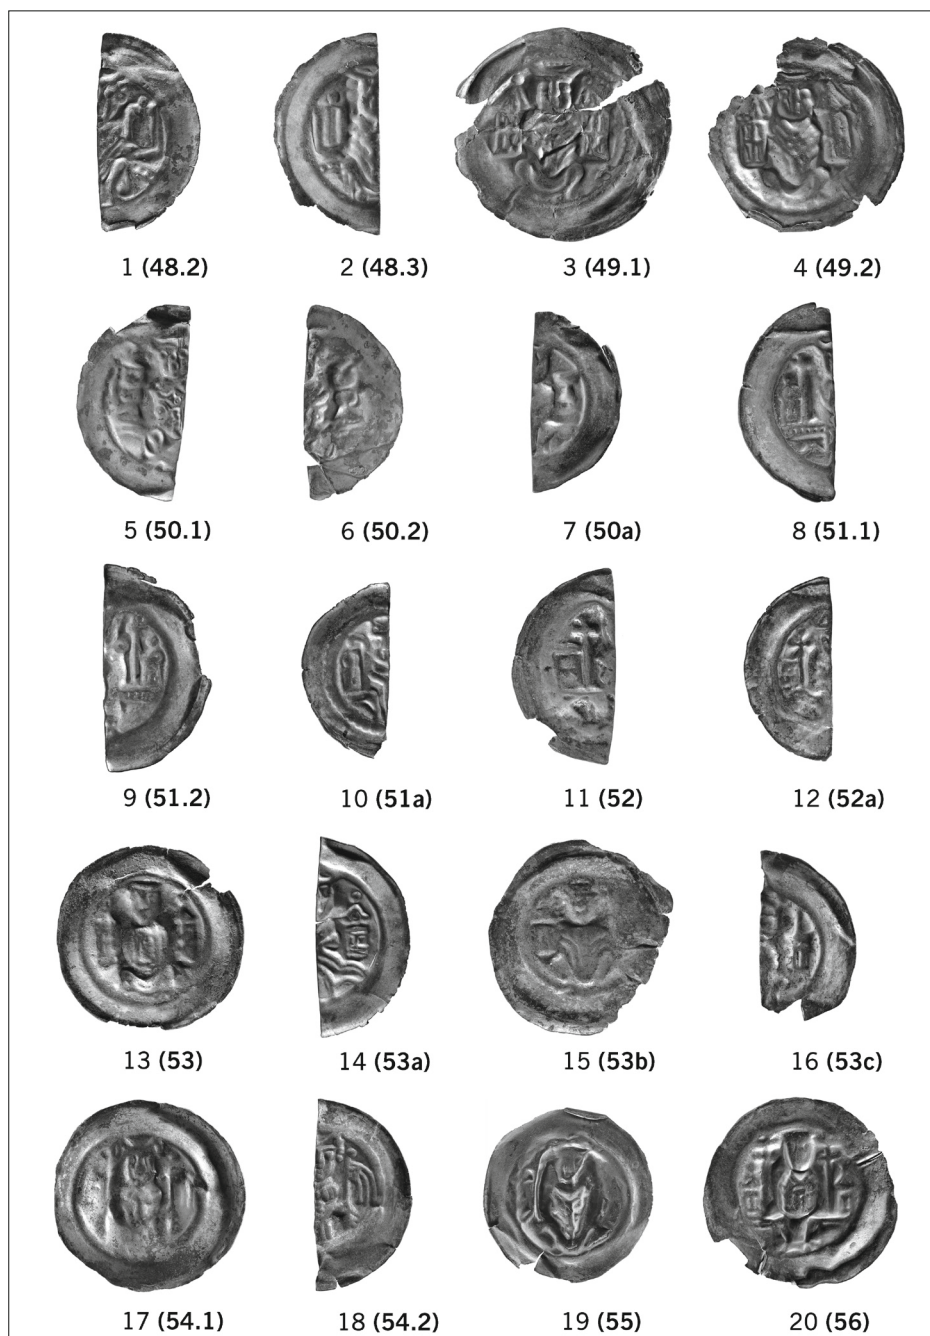 1 (48.2) 2 (48.3) 3 (49.1) 4 (49.2)
5 (50.1) 6 (50.2) 7 (50a) 8 (51.1)
9 (51.2) 10 (51a) 11 (52) 12 (52a)
13 (53) 14 (53a) 15 (53b) 16 (53c)
17 (54.1) 18 (54.2) 19 (55) 20 (56)